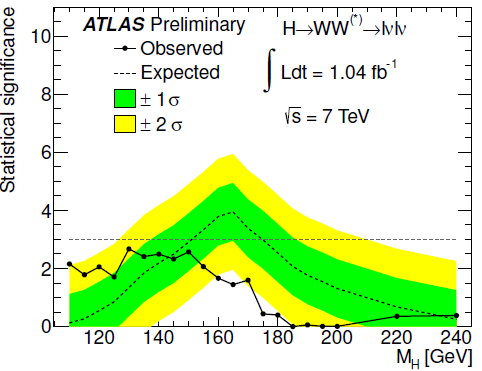 Statistical significance
ATLAS Preliminary
Observed
Expected
± 1 σ
± 2 σ
H→WW(*)→lνlν
∫ Ldt = 1.04 fb-1
√s = 7 TeV
10
8
6
4
2
0
120 140 160 180 200 220 240
MH [GeV]